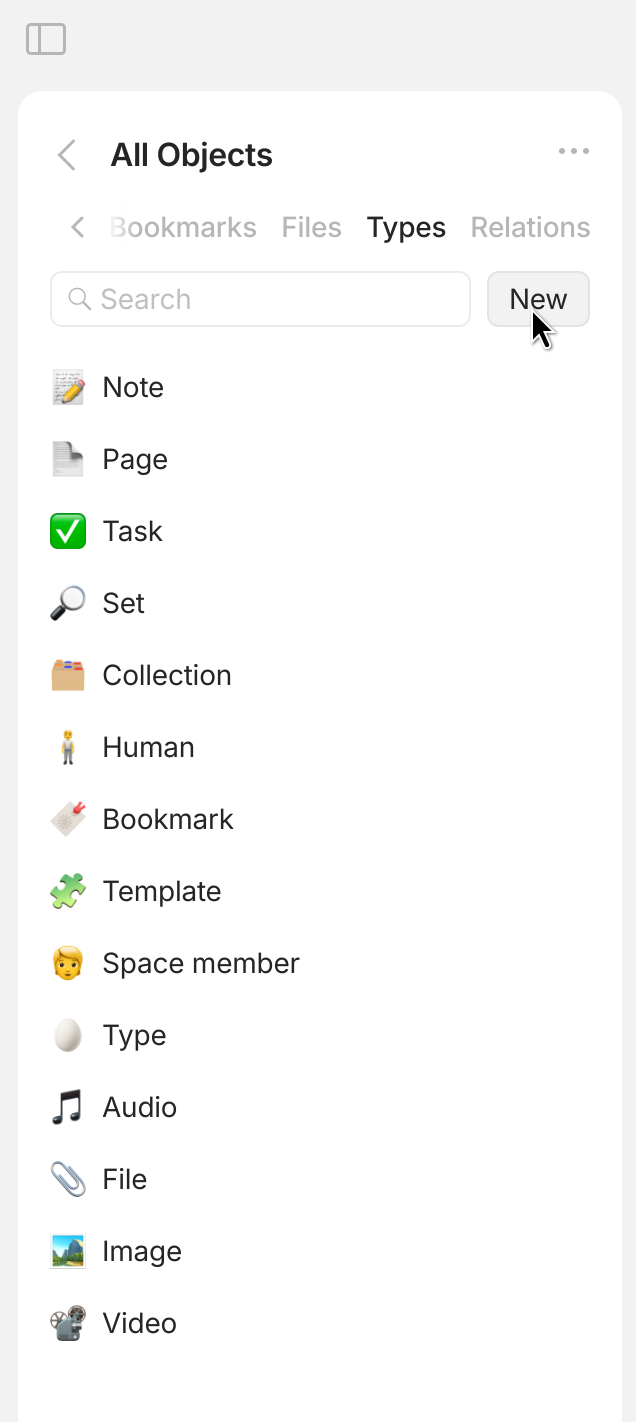 All Objects
Bookmarks Files Types Relations
Search New
Note
Page
Task
Set
Collection
Human
Bookmark
Template
Space member
Type
Audio
File
Image
Video